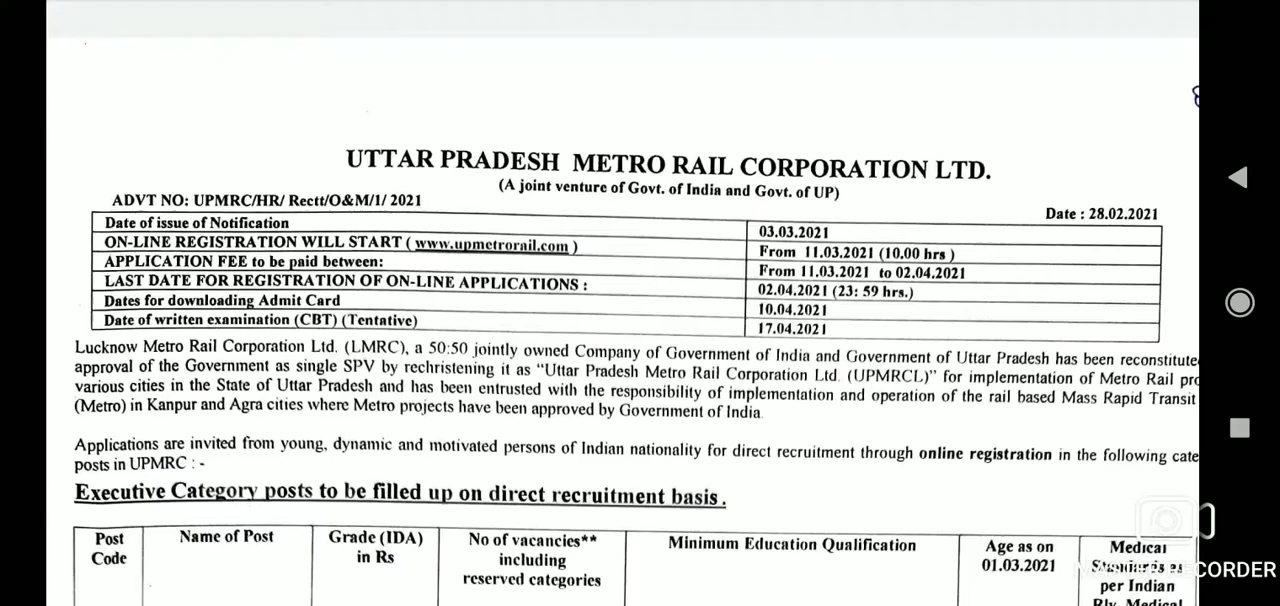 UTTAR PRADESH METRO RAIL CORPORATION LTD.
(A joint venture of Govt. of India and Govt. of UP)
ADVT NO: UPMRC/HR/ Rectt/O&M/1/ 2021
Date : 28.02.2021
Date of issue of Notification 03.03.2021
ON-LINE REGISTRATION WILL START ( www.upmetrorail.com ) From 11.03.2021 (10.00 hrs )
APPLICATION FEE to be paid between: From 11.03.2021 to 02.04.2021
LAST DATE FOR REGISTRATION OF ON-LINE APPLICATIONS : 02.04.2021 (23: 59 hrs.)
Dates for downloading Admit Card 10.04.2021
Date of written examination (CBT) (Tentative) 17.04.2021
Lucknow Metro Rail Corporation Ltd. (LMRC), a 50:50 jointly owned Company of Government of India and Government of Uttar Pradesh has been reconstitute
approval of the Government as single SPV by rechristening it as "Uttar Pradesh Metro Rail Corporation Ltd. (UPMRCL)" for implementation of Metro Rail pro
various cities in the State of Uttar Pradesh and has been entrusted with the responsibility of implementation and operation of the rail based Mass Rapid Transit
(Metro) in Kanpur and Agra cities where Metro projects have been approved by Government of India.
Applications are invited from young, dynamic and motivated persons of Indian nationality for direct recruitment through online registration in the following cate
posts in UPMRC : -
Executive Category posts to be filled up on direct recruitment basis.
Post Code
Name of Post
Grade (IDA) in Rs
No of vacancies** including reserved categories
Minimum Education Qualification
Age as on 01.03.2021
Medical Standards as per Indian Rly. Medical
RECORDER